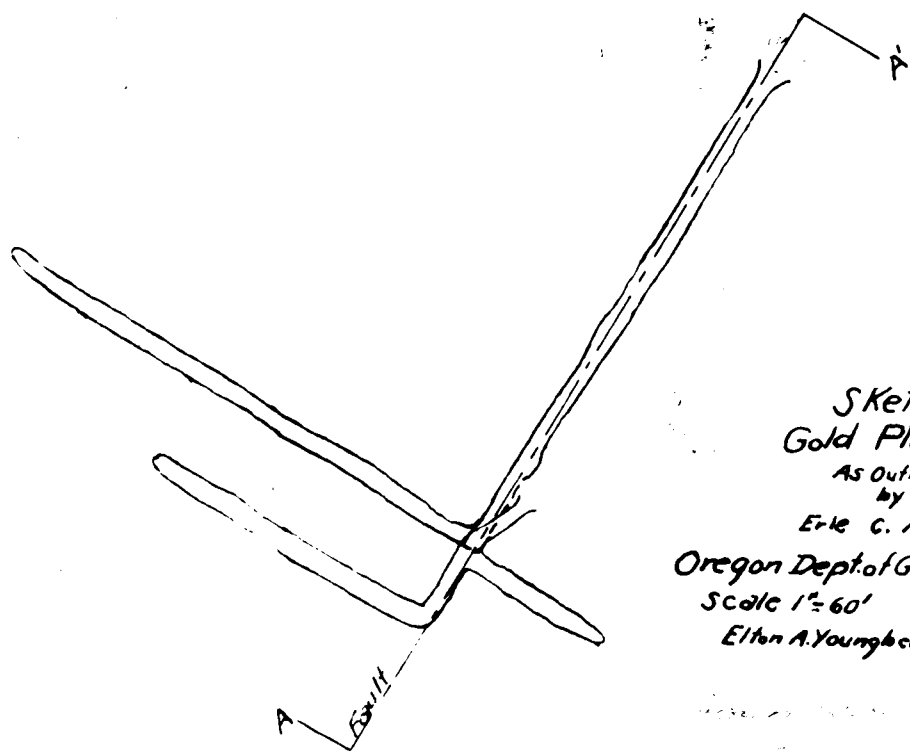 A'
Sket
Gold Pl
As Out
by
Erle C.
Oregon Dept. of G
Scale 1"=60'
Elton A. Youngbe
A
Fault